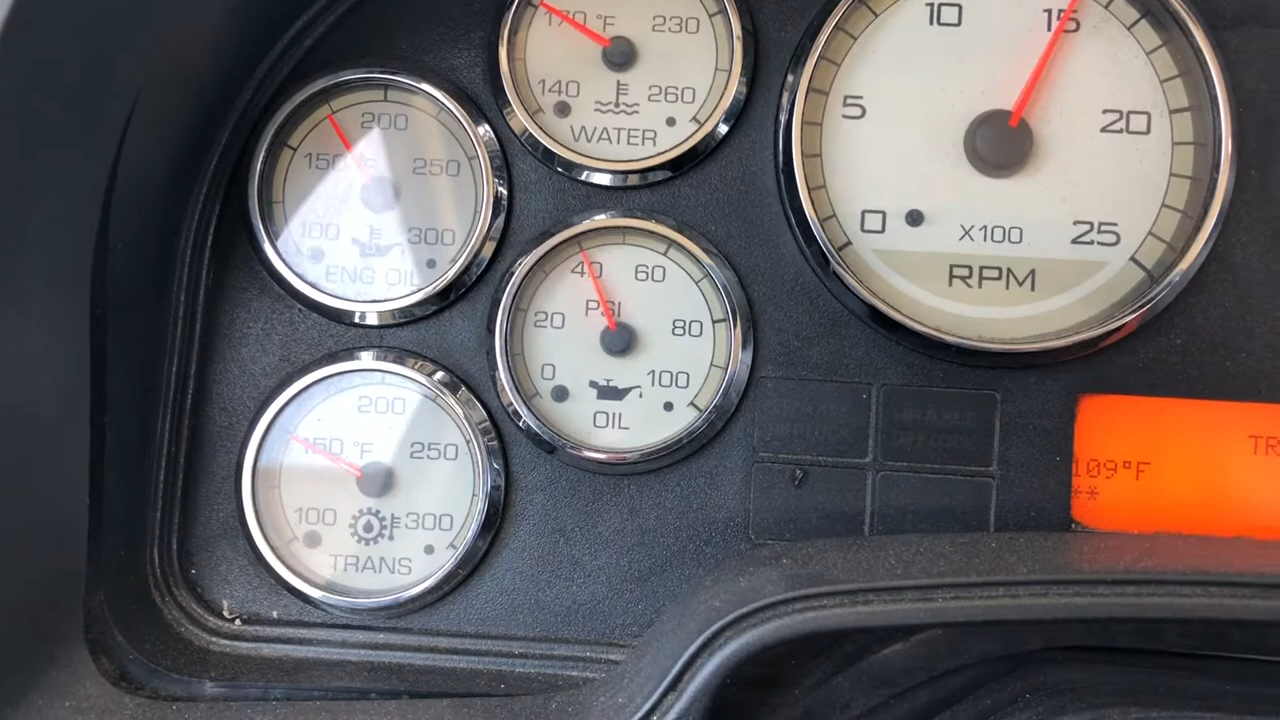 170 °F 230
140 260
WATER
200
150 °F 250
100 300
ENG OIL
40 60
PSI
20 80
0 100
OIL
200
150 °F 250
100 300
TRANS
10 15
5 20
0 X100 25
RPM
109°F
**